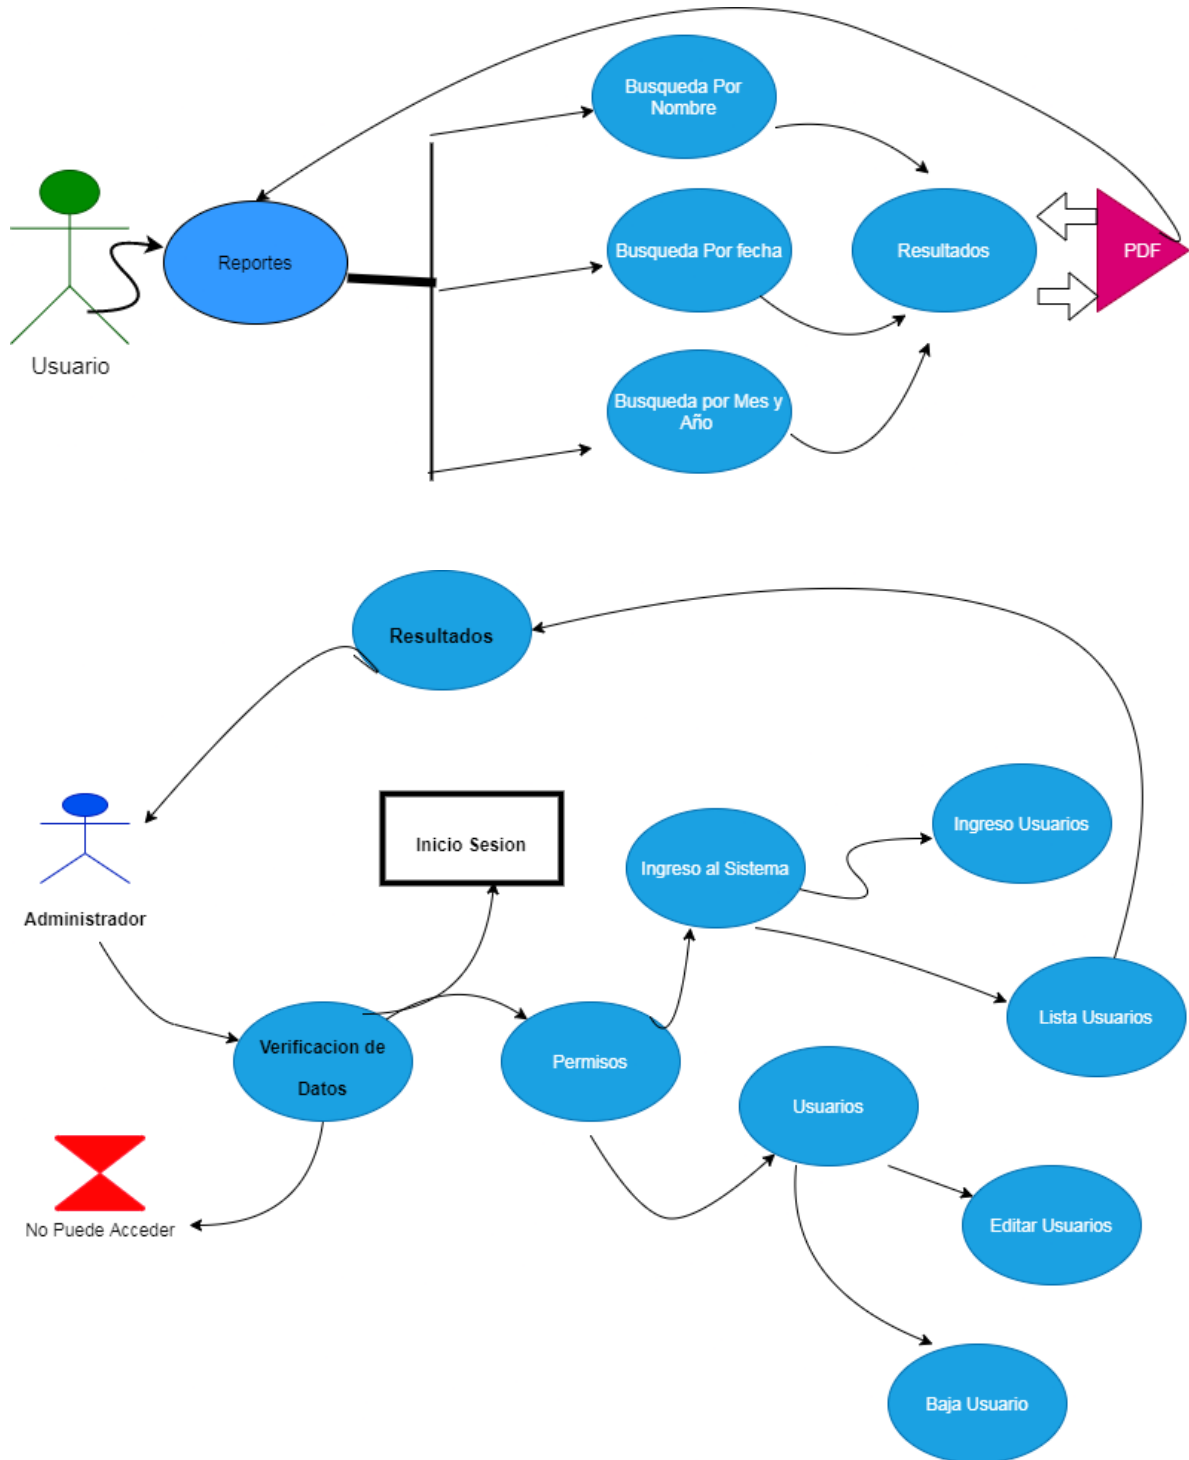 Busqueda Por
Nombre
Usuario
Reportes
Busqueda Por fecha
Resultados
PDF
Busqueda por Mes y
Año
Resultados
Administrador
Inicio Sesion
Ingreso al Sistema
Ingreso Usuarios
Verificacion de
Datos
Permisos
Lista Usuarios
Usuarios
No Puede Acceder
Editar Usuarios
Baja Usuario